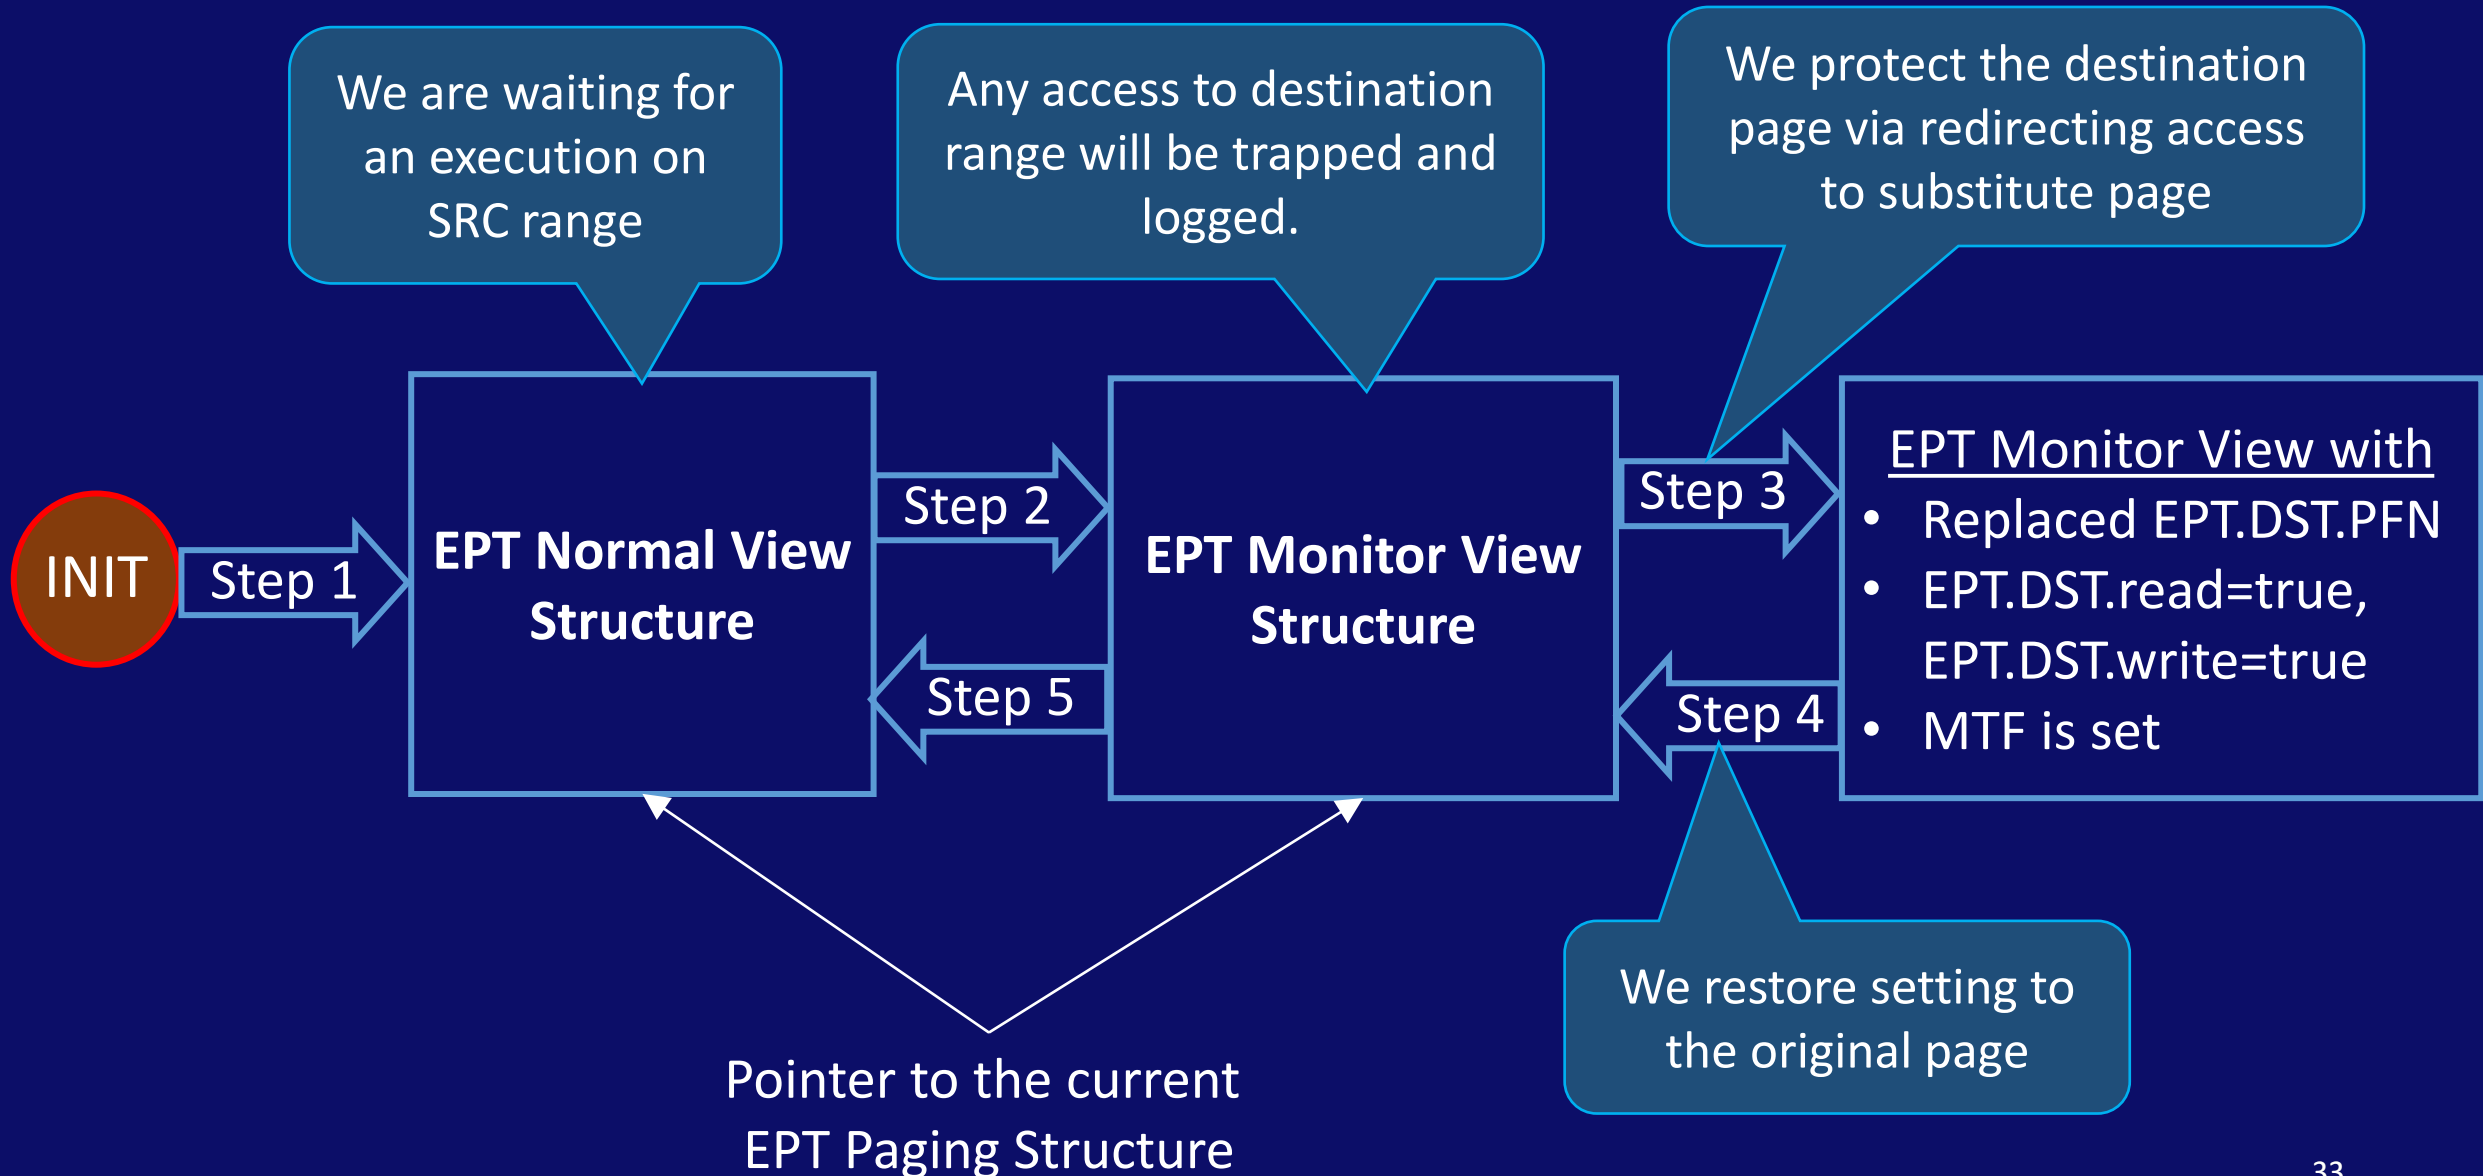 We are waiting for
an execution on
SRC range
Any access to destination
range will be trapped and
logged.
We protect the destination
page via redirecting access
to substitute page
INIT
Step 1
EPT Normal View
Structure
Step 2
Step 5
EPT Monitor View
Structure
Step 3
Step 4
EPT Monitor View with
• Replaced EPT.DST.PFN
• EPT.DST.read=true,
EPT.DST.write=true
• MTF is set
We restore setting to
the original page
Pointer to the current
EPT Paging Structure
33